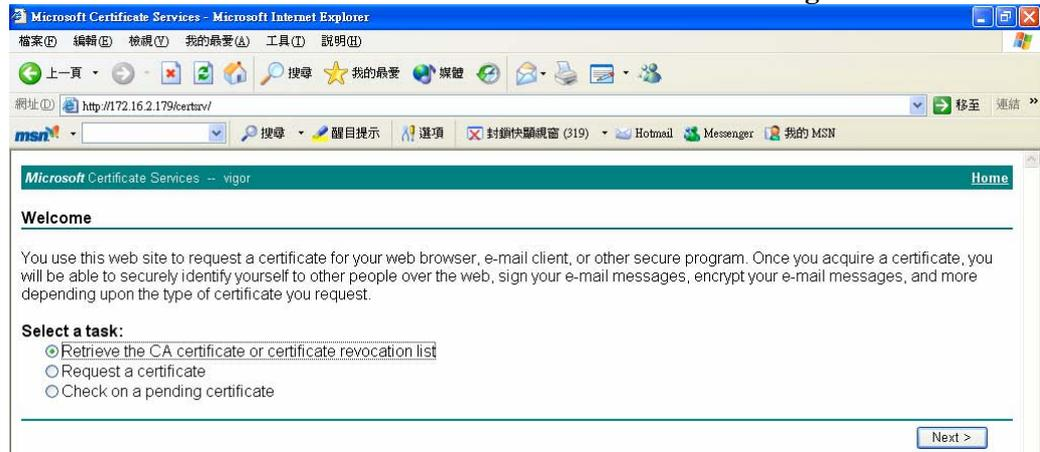 Microsoft Certificate Services - Microsoft Internet Explorer
檔案(F) 編輯(E) 檢視(V) 我的最愛(A) 工具(T) 說明(H)
上一頁 搜尋 我的最愛 媒體
網址(D) http://172.16.2.179/certsrv/ 移至 連結 »
msn 搜尋 醒目提示 選項 封鎖快顯視窗 (319) Hotmail Messenger 我的 MSN
Microsoft Certificate Services -- vigor Home
Welcome
You use this web site to request a certificate for your web browser, e-mail client, or other secure program. Once you acquire a certificate, you
will be able to securely identify yourself to other people over the web, sign your e-mail messages, encrypt your e-mail messages, and more
depending upon the type of certificate you request.
Select a task:
Retrieve the CA certificate or certificate revocation list
Request a certificate
Check on a pending certificate
Next >